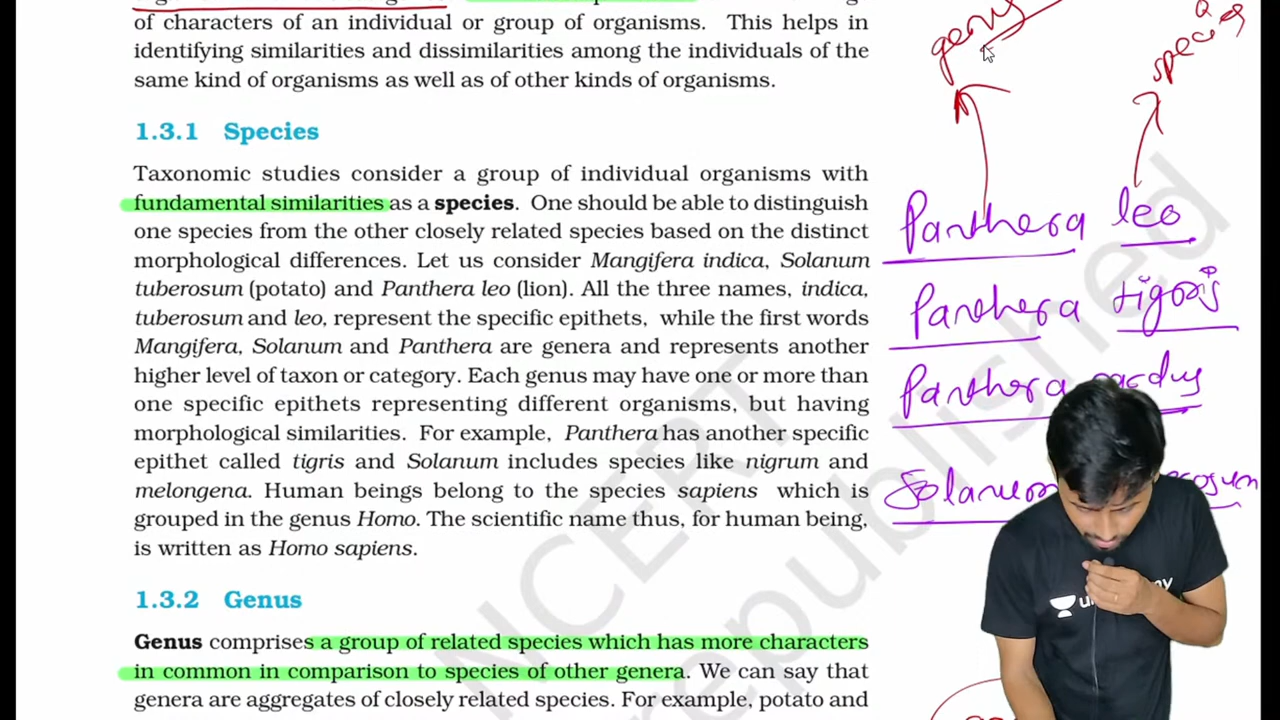 of characters of an individual or group of organisms. This helps in
identifying similarities and dissimilarities among the individuals of the
same kind of organisms as well as of other kinds of organisms.
1.3.1 Species
Taxonomic studies consider a group of individual organisms with
fundamental similarities as a species. One should be able to distinguish
one species from the other closely related species based on the distinct
morphological differences. Let us consider Mangifera indica, Solanum
tuberosum (potato) and Panthera leo (lion). All the three names, indica,
tuberosum and leo, represent the specific epithets, while the first words
Mangifera, Solanum and Panthera are genera and represents another
higher level of taxon or category. Each genus may have one or more than
one specific epithets representing different organisms, but having
morphological similarities. For example, Panthera has another specific
epithet called tigris and Solanum includes species like nigrum and
melongena. Human beings belong to the species sapiens which is
grouped in the genus Homo. The scientific name thus, for human being,
is written as Homo sapiens.
1.3.2 Genus
Genus comprises a group of related species which has more characters
in common in comparison to species of other genera. We can say that
genera are aggregates of closely related species. For example, potato and
genus
species
Panthera leo
Panthera tigoris
Panthera pardus
Solanum
NCERT
republished